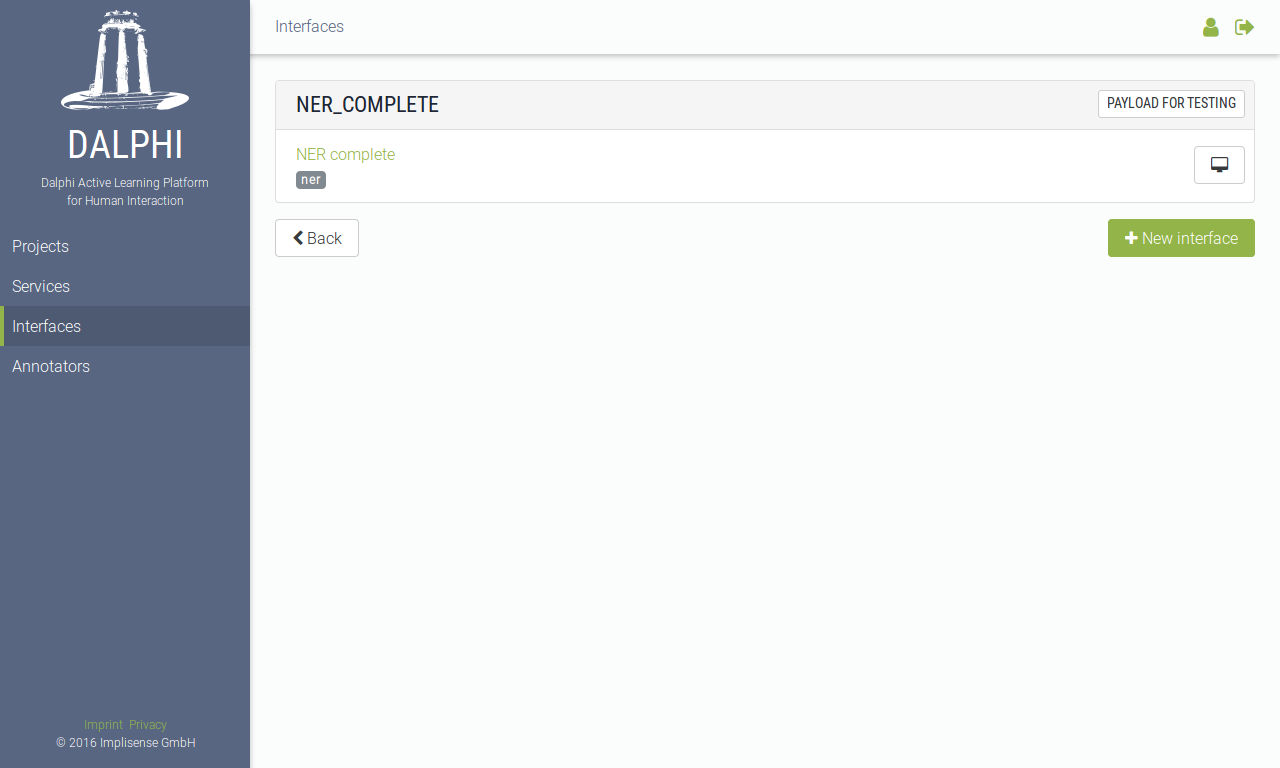 DALPHI
Dalphi Active Learning Platform
for Human Interaction
Projects
Services
Interfaces
Annotators
Imprint Privacy
© 2016 Implisense GmbH
Interfaces
NER_COMPLETE
PAYLOAD FOR TESTING
NER complete
ner
Back
New interface